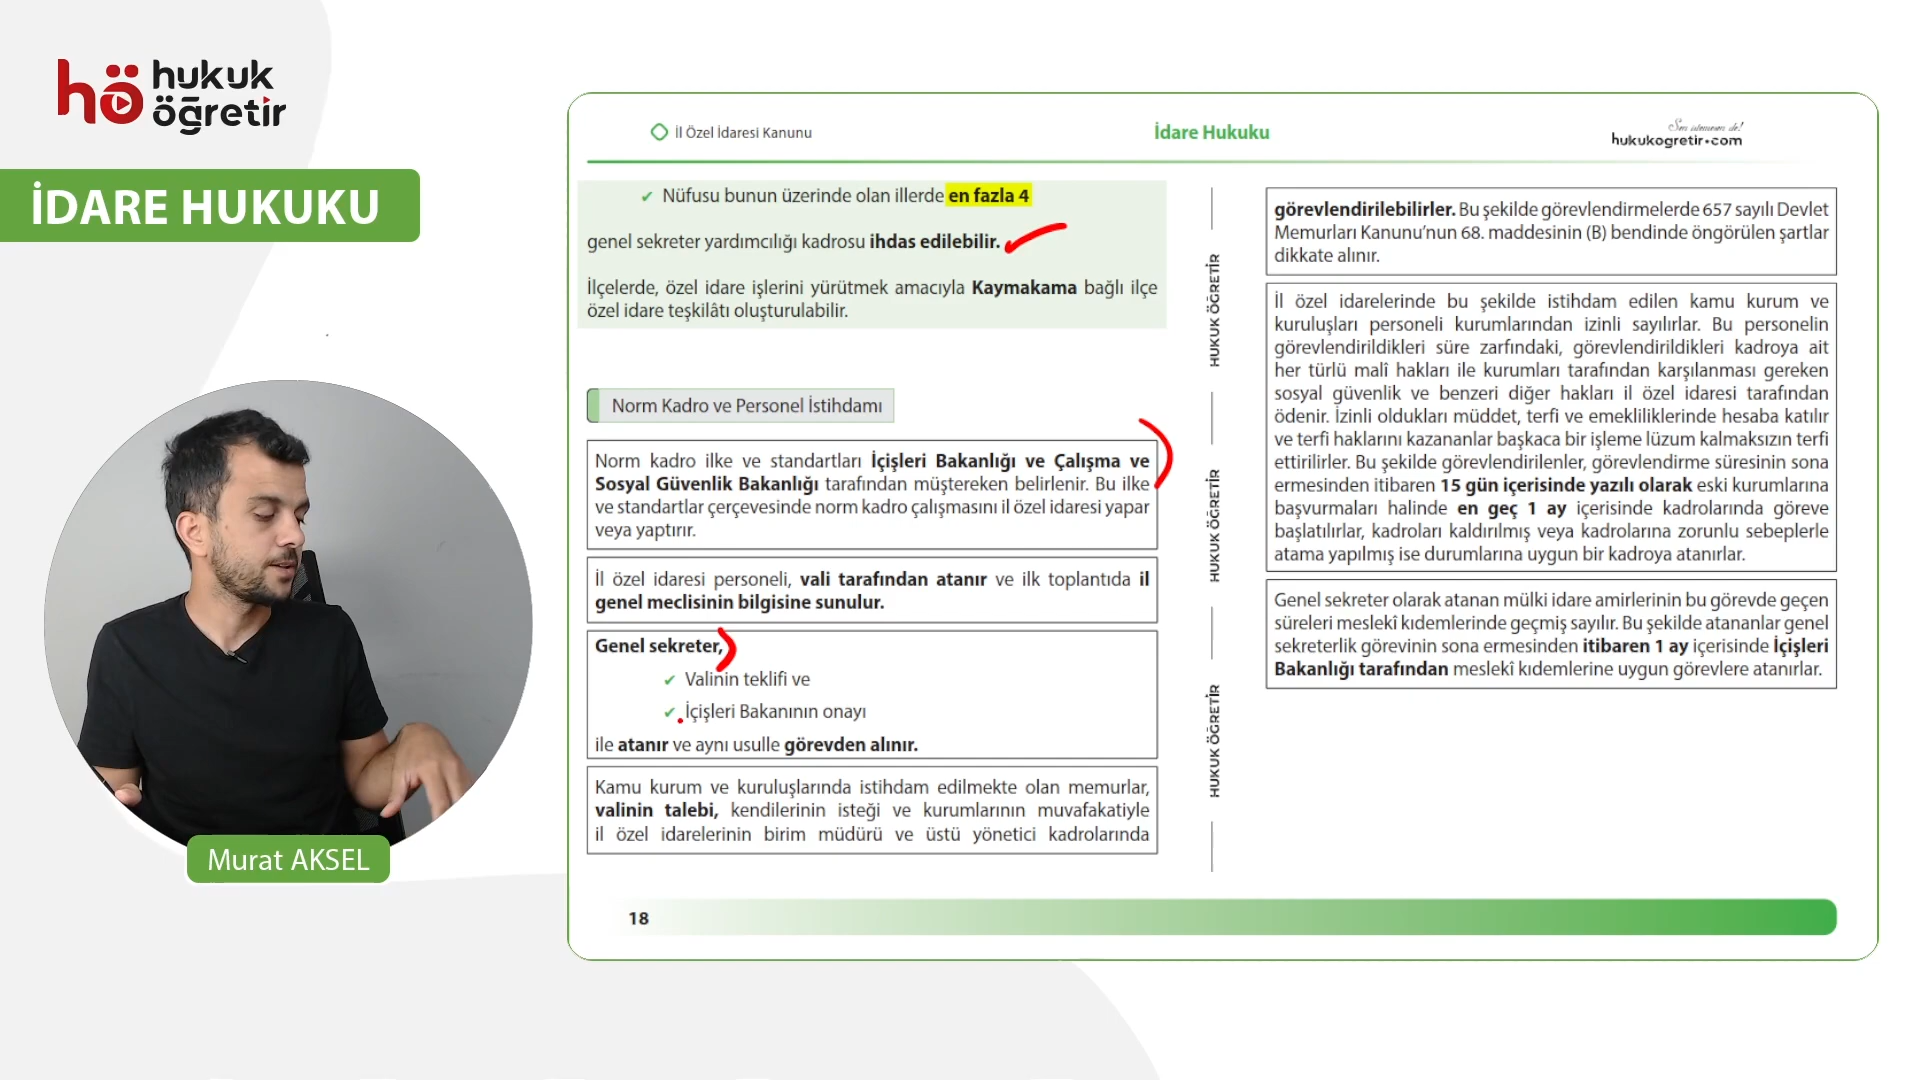 hö hukuk
öğretir
İDARE HUKUKU
Murat AKSEL
İl Özel İdaresi Kanunu
İdare Hukuku
hukukogretir•com
✔ Nüfusu bunun üzerinde olan illerde en fazla 4
genel sekreter yardımcılığı kadrosu ihdas edilebilir.
İlçelerde, özel idare işlerini yürütmek amacıyla Kaymakama bağlı ilçe
özel idare teşkilâtı oluşturulabilir.
Norm Kadro ve Personel İstihdamı
Norm kadro ilke ve standartları İçişleri Bakanlığı ve Çalışma ve
Sosyal Güvenlik Bakanlığı tarafından müştereken belirlenir. Bu ilke
ve standartlar çerçevesinde norm kadro çalışmasını il özel idaresi yapar
veya yaptırır.
İl özel idaresi personeli, vali tarafından atanır ve ilk toplantıda il
genel meclisinin bilgisine sunulur.
Genel sekreter,
✔ Valinin teklifi ve
✔ İçişleri Bakanının onayı
ile atanır ve aynı usulle görevden alınır.
Kamu kurum ve kuruluşlarında istihdam edilmekte olan memurlar,
valinin talebi, kendilerinin isteği ve kurumlarının muvafakatiyle
il özel idarelerinin birim müdürü ve üstü yönetici kadrolarında
HUKUK ÖĞRETİR
HUKUK ÖĞRETİR
HUKUK ÖĞRETİR
görevlendirilebilirler. Bu şekilde görevlendirmelerde 657 sayılı Devlet
Memurları Kanunu’nun 68. maddesinin (B) bendinde öngörülen şartlar
dikkate alınır.
İl özel idarelerinde bu şekilde istihdam edilen kamu kurum ve
kuruluşları personeli kurumlarından izinli sayılırlar. Bu personelin
görevlendirildikleri süre zarfındaki, görevlendirildikleri kadroya ait
her türlü malî hakları ile kurumları tarafından karşılanması gereken
sosyal güvenlik ve benzeri diğer hakları il özel idaresi tarafından
ödenir. İzinli oldukları müddet, terfi ve emekliliklerinde hesaba katılır
ve terfi haklarını kazananlar başkaca bir işleme lüzum kalmaksızın terfi
ettirilirler. Bu şekilde görevlendirilenler, görevlendirme süresinin sona
ermesinden itibaren 15 gün içerisinde yazılı olarak eski kurumlarına
başvurmaları halinde en geç 1 ay içerisinde kadrolarında göreve
başlatılırlar, kadroları kaldırılmış veya kadrolarına zorunlu sebeplerle
atama yapılmış ise durumlarına uygun bir kadroya atanırlar.
Genel sekreter olarak atanan mülki idare amirlerinin bu görevde geçen
süreleri meslekî kıdemlerinde geçmiş sayılır. Bu şekilde atananlar genel
sekreterlik görevinin sona ermesinden itibaren 1 ay içerisinde İçişleri
Bakanlığı tarafından meslekî kıdemlerine uygun görevlere atanırlar.
18